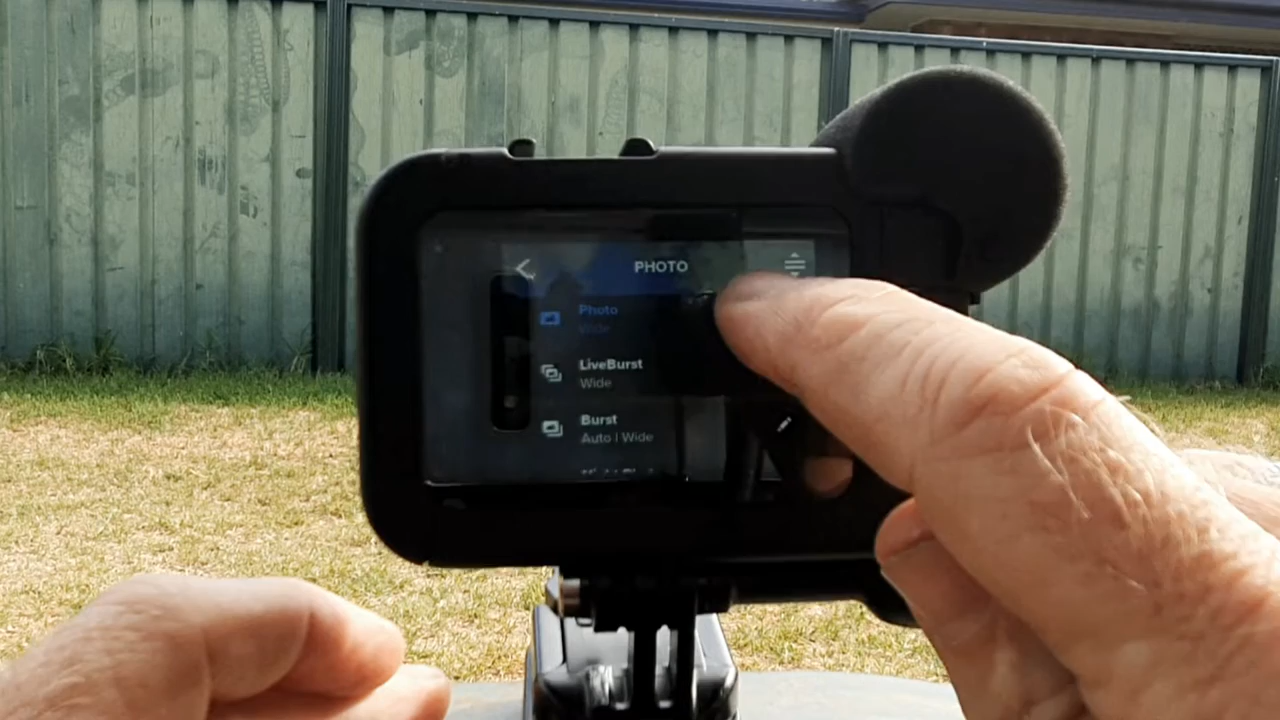 PHOTO
Photo
Wide
LiveBurst
Wide
Burst
Auto | Wide